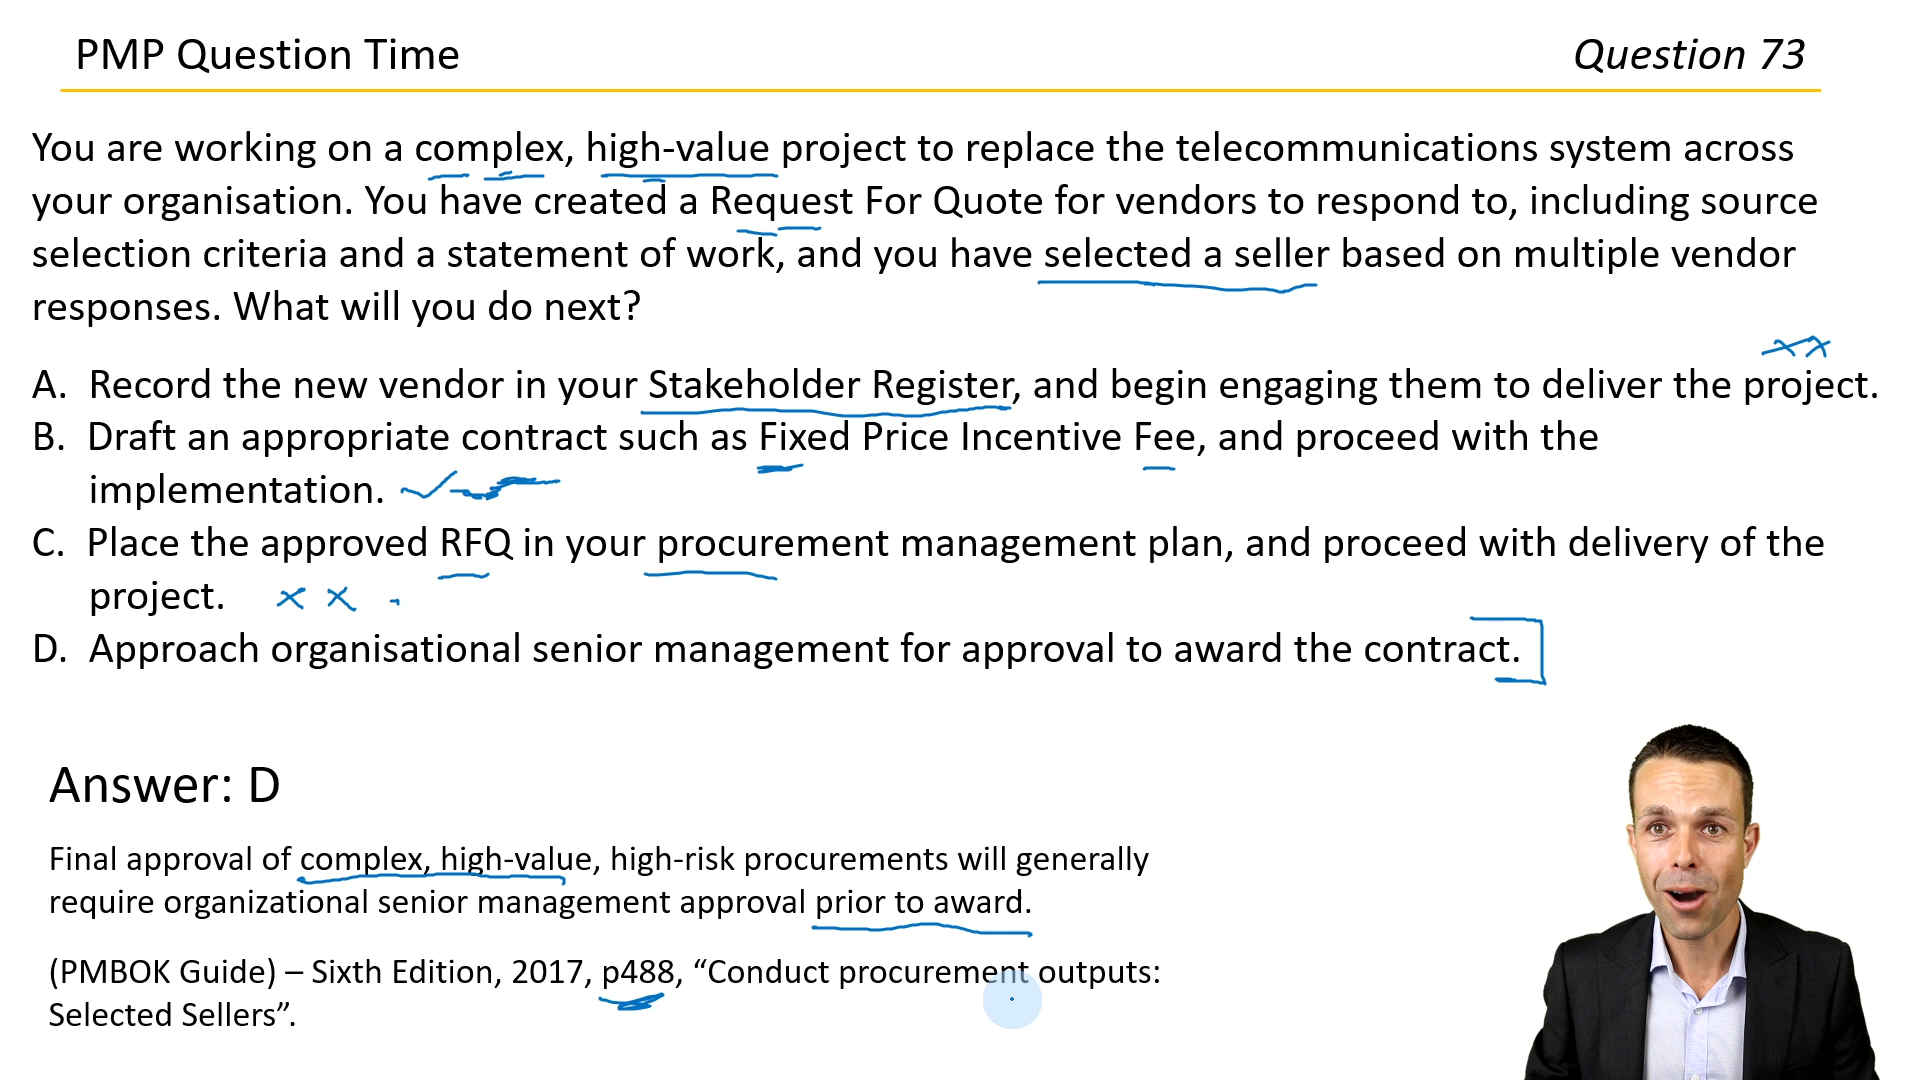 PMP Question Time
Question 73
You are working on a complex, high-value project to replace the telecommunications system across
your organisation. You have created a Request For Quote for vendors to respond to, including source
selection criteria and a statement of work, and you have selected a seller based on multiple vendor
responses. What will you do next?
A. Record the new vendor in your Stakeholder Register, and begin engaging them to deliver the project.
B. Draft an appropriate contract such as Fixed Price Incentive Fee, and proceed with the
implementation.
C. Place the approved RFQ in your procurement management plan, and proceed with delivery of the
project.
D. Approach organisational senior management for approval to award the contract.
Answer: D
Final approval of complex, high-value, high-risk procurements will generally
require organizational senior management approval prior to award.
(PMBOK Guide) – Sixth Edition, 2017, p488, “Conduct procurement outputs:
Selected Sellers”.